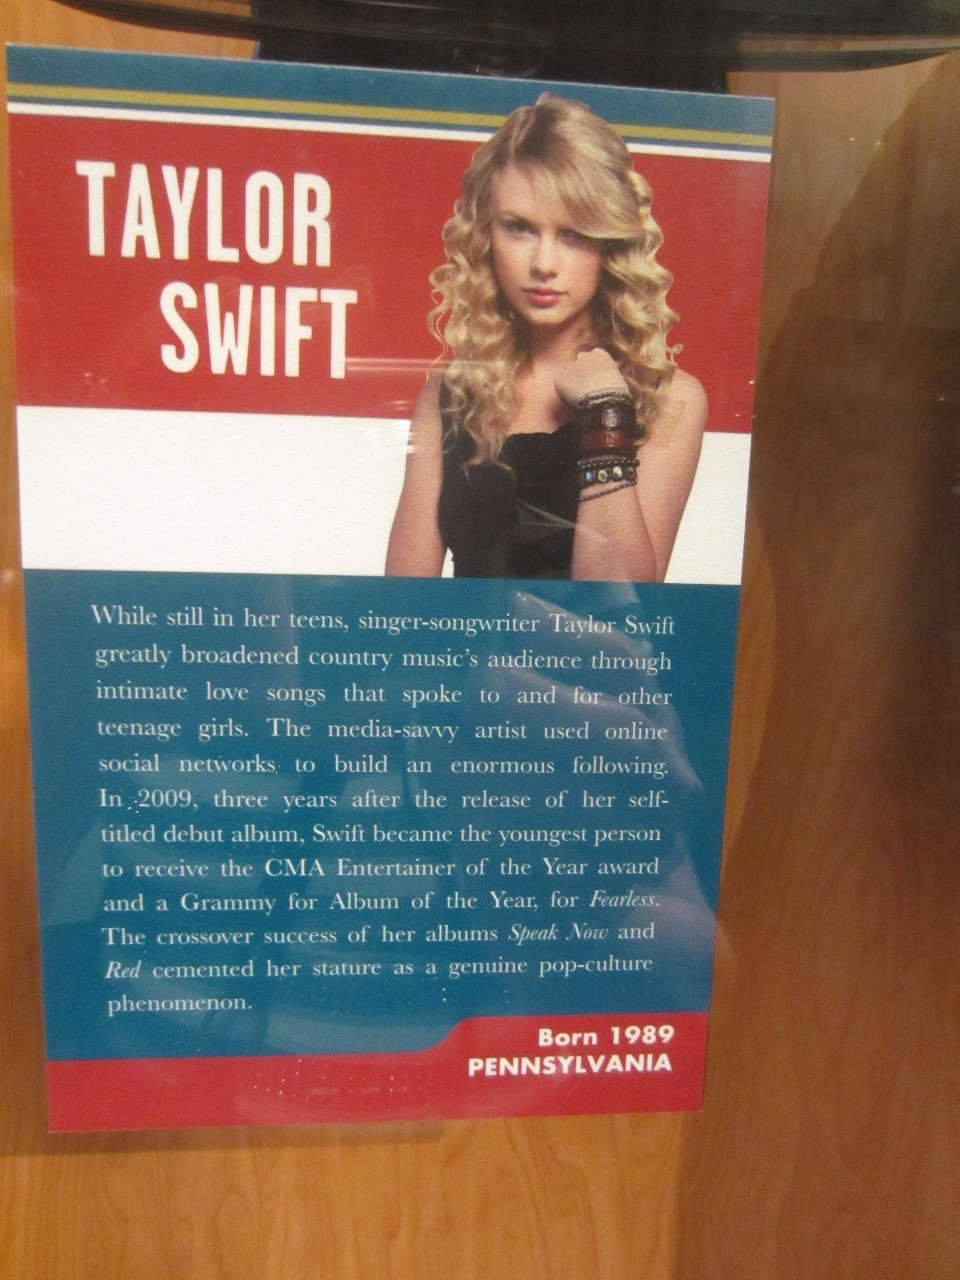 TAYLOR
SWIFT
While still in her teens, singer-songwriter Taylor Swift
greatly broadened country music's audience through
intimate love songs that spoke to and for other
teenage girls. The media-savvy artist used online
social networks to build an enormous following.
In 2009, three years after the release of her self-
titled debut album, Swift became the youngest person
to receive the CMA Entertainer of the Year award
and a Grammy for Album of the Year, for Fearless.
The crossover success of her albums Speak Now and
Red cemented her stature as a genuine pop-culture
phenomenon.
Born 1989
PENNSYLVANIA